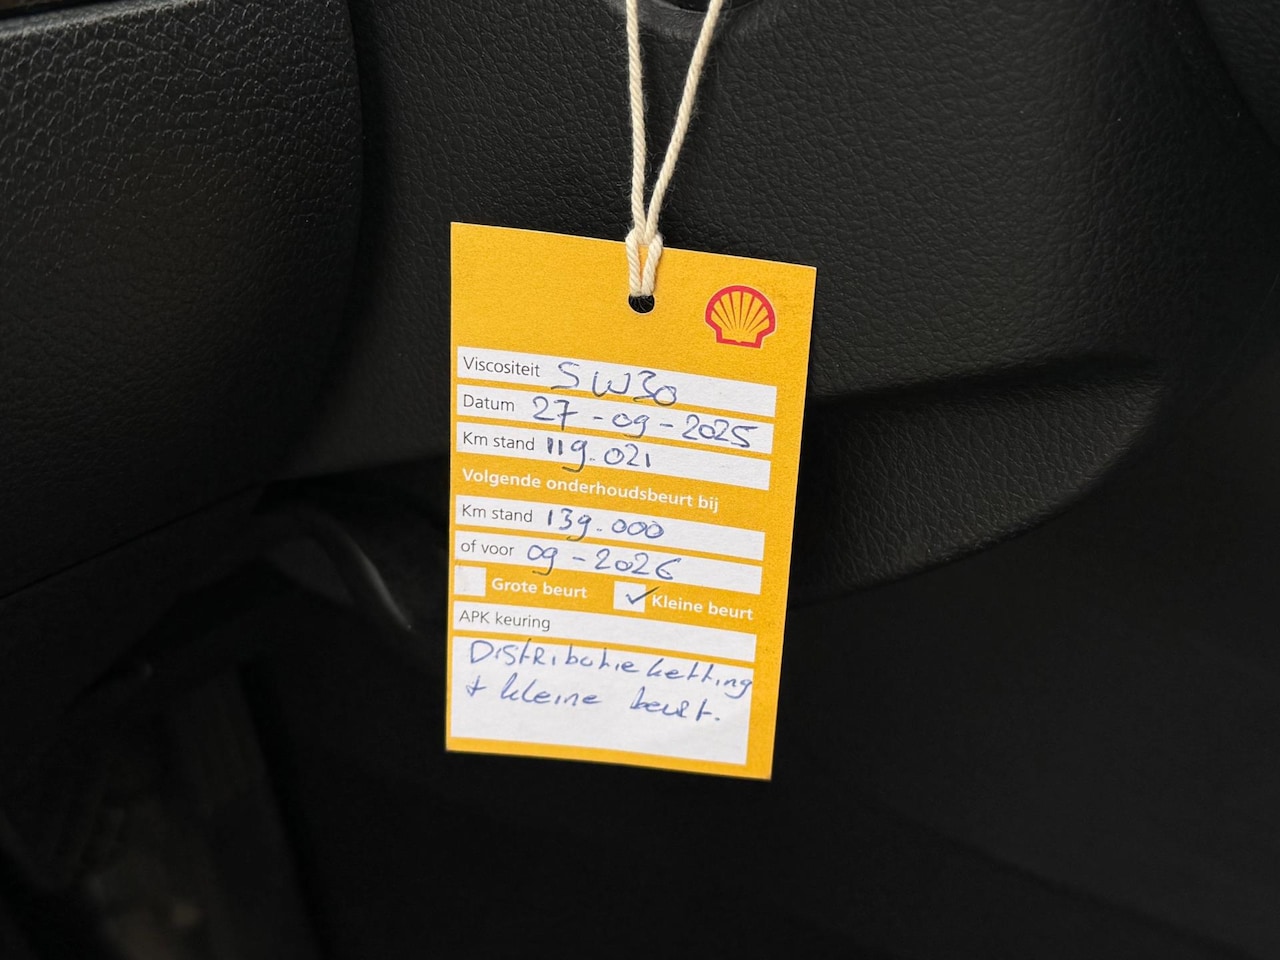 Viscositeit 5W30
Datum 27-09-2025
Km stand 119.021
Volgende onderhoudsbeurt bij
Km stand 139.000
of voor 09-2026
Grote beurt ✓ Kleine beurt
APK keuring
Distributieketting
+ kleine beurt.